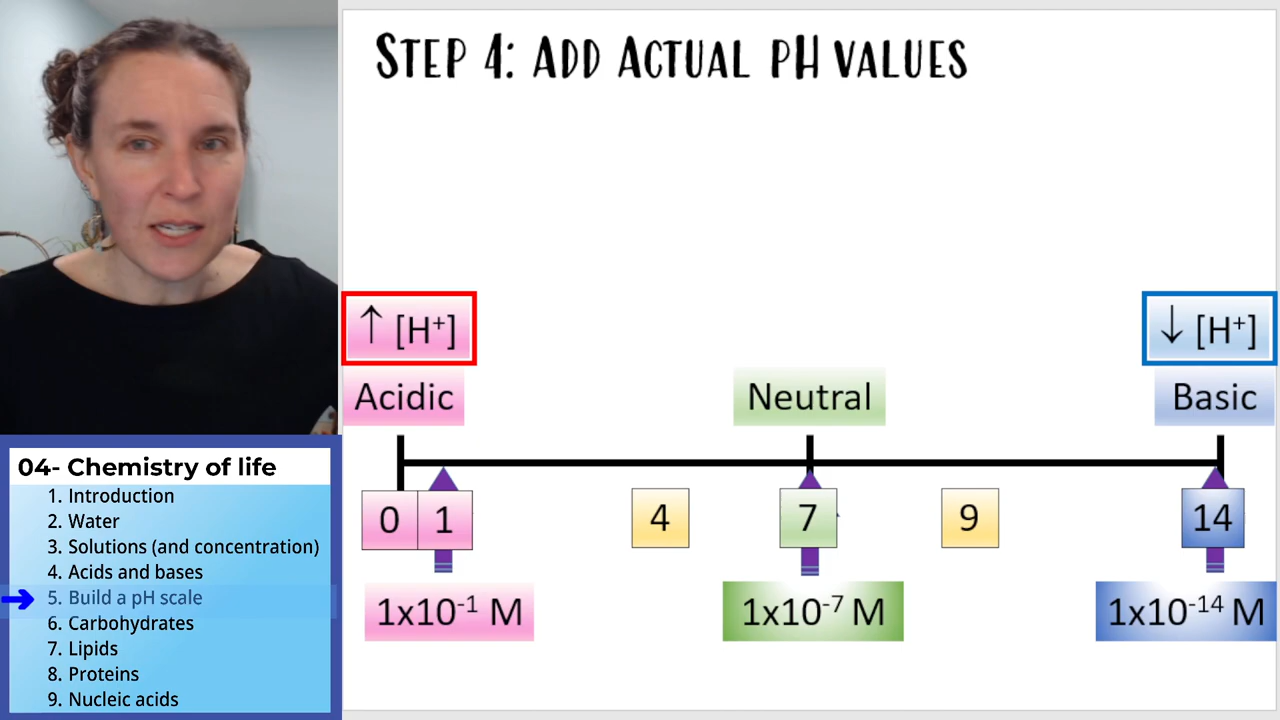 STEP 4: ADD ACTUAL pH VALUES
↑ [H⁺]
↓ [H⁺]
Acidic
Neutral
Basic
0 1 4 7 9 14
1x10⁻¹ M
1x10⁻⁷ M
1x10⁻¹⁴ M
04- Chemistry of life
1. Introduction
2. Water
3. Solutions (and concentration)
4. Acids and bases
5. Build a pH scale
6. Carbohydrates
7. Lipids
8. Proteins
9. Nucleic acids